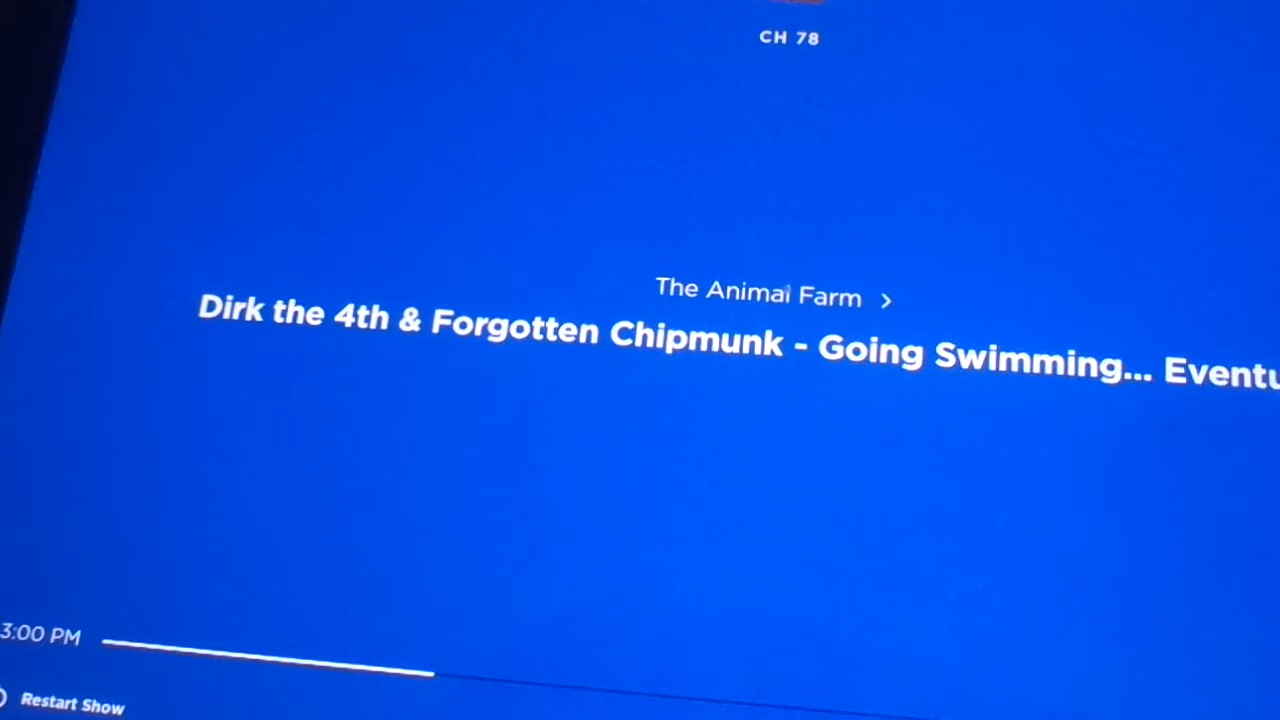 CH 78
The Animal Farm >
Dirk the 4th & Forgotten Chipmunk - Going Swimming... Eventu
3:00 PM
Restart Show